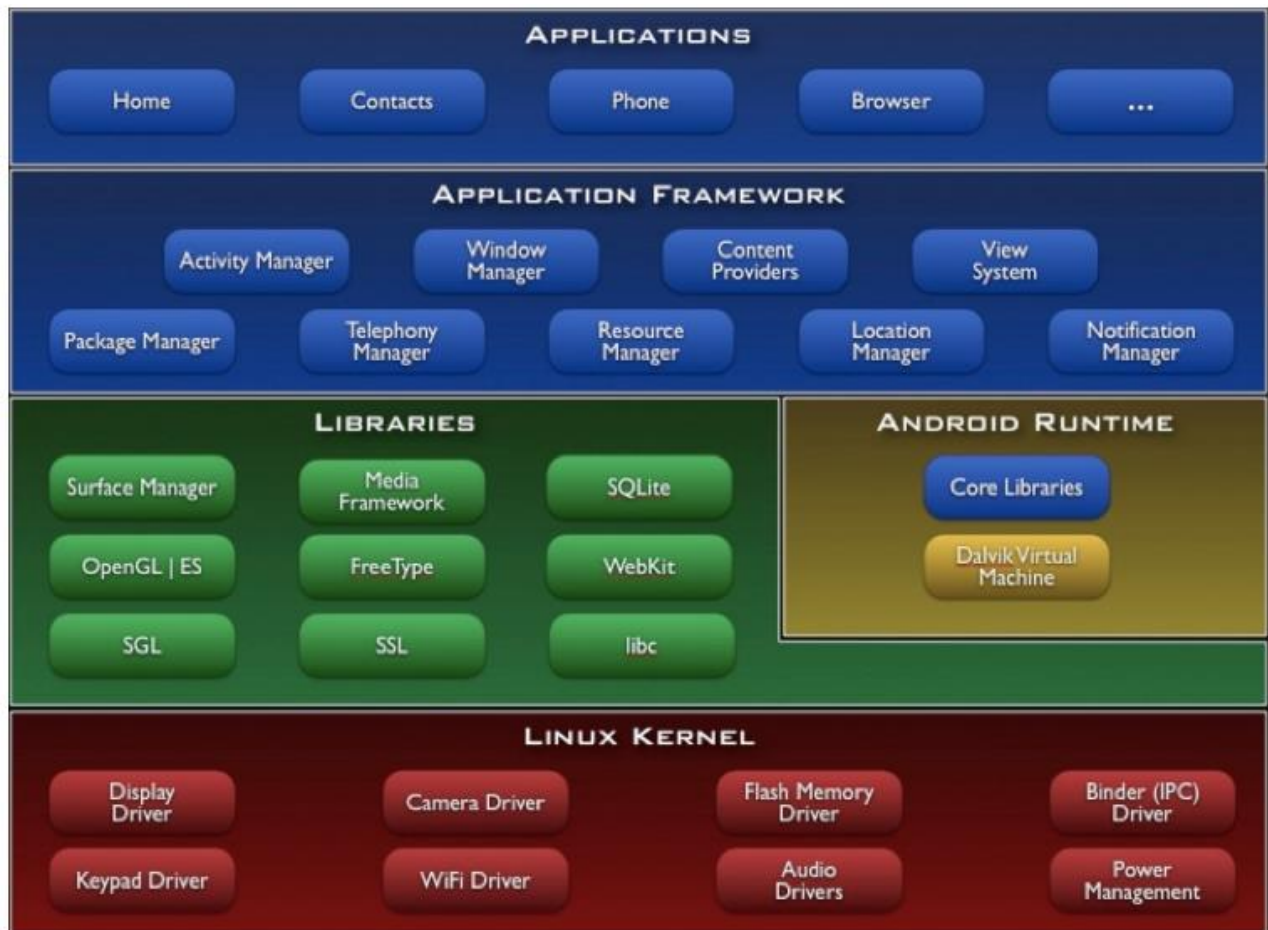 APPLICATIONS
Home
Contacts
Phone
Browser
...
APPLICATION FRAMEWORK
Activity Manager
Window
Manager
Content
Providers
View
System
Package Manager
Telephony
Manager
Resource
Manager
Location
Manager
Notification
Manager
LIBRARIES
Surface Manager
Media
Framework
SQLite
OpenGL | ES
FreeType
WebKit
SGL
SSL
libc
ANDROID RUNTIME
Core Libraries
Dalvik Virtual
Machine
LINUX KERNEL
Display
Driver
Camera Driver
Flash Memory
Driver
Binder (IPC)
Driver
Keypad Driver
WiFi Driver
Audio
Drivers
Power
Management